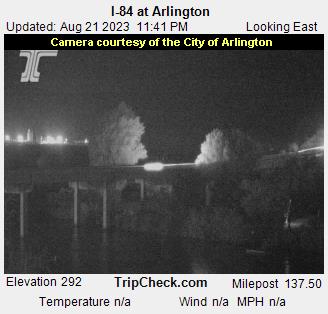 I-84 at Arlington
Updated: Aug 21 2023 11:41 PM Looking East
Camera courtesy of the City of Arlington
Elevation 292 TripCheck.com Milepost 137.50
Temperature n/a Wind n/a MPH n/a